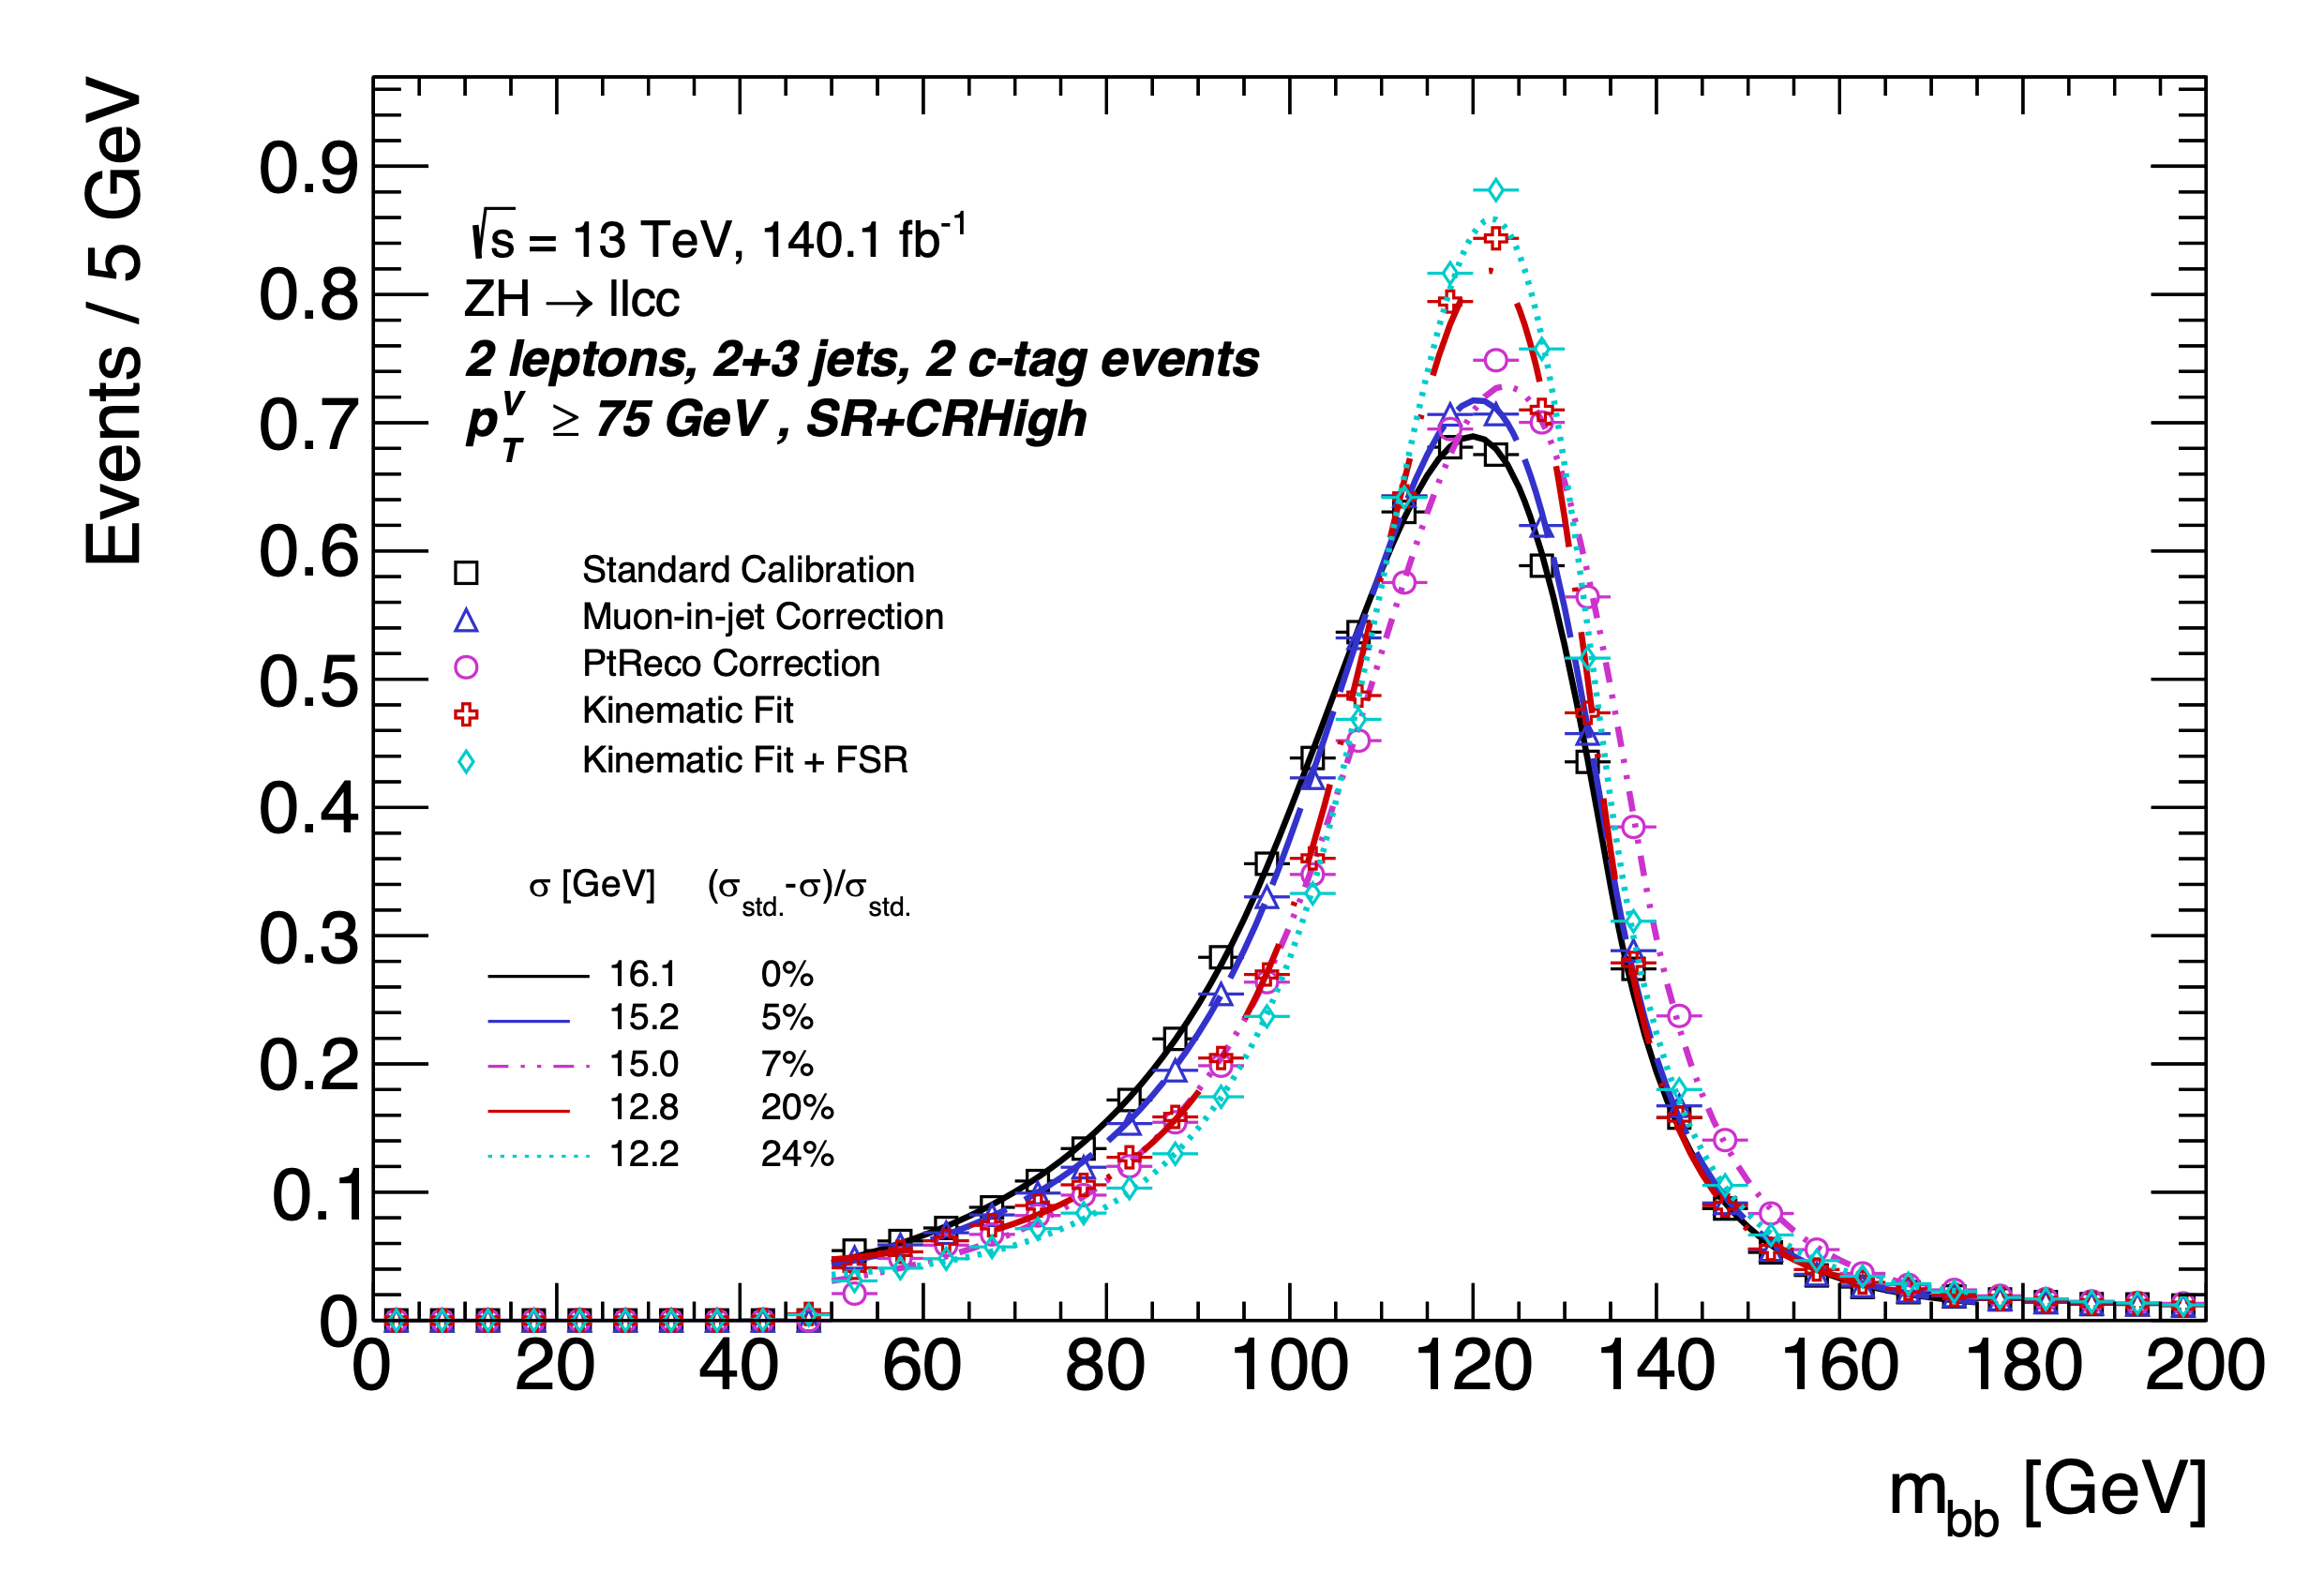 Events / 5 GeV
0.9
0.8
0.7
0.6
0.5
0.4
0.3
0.2
0.1
0
√s = 13 TeV, 140.1 fb⁻¹
ZH → llcc
2 leptons, 2+3 jets, 2 c-tag events
p_T^V ≥ 75 GeV , SR+CRHigh
Standard Calibration
Muon-in-jet Correction
PtReco Correction
Kinematic Fit
Kinematic Fit + FSR
σ [GeV] (σ_std.-σ)/σ_std.
16.1 0%
15.2 5%
15.0 7%
12.8 20%
12.2 24%
0 20 40 60 80 100 120 140 160 180 200
m_bb [GeV]